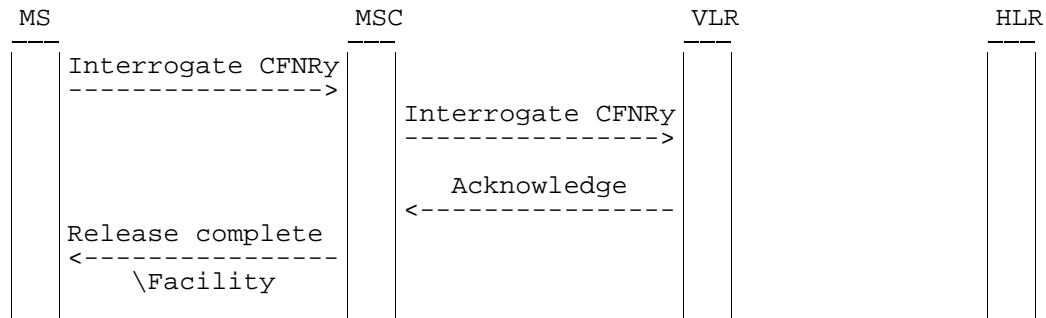 MS MSC VLR HLR
Interrogate CFNRy
---------------->
Interrogate CFNRy
---------------->
Acknowledge
<-----------------
Release complete
<----------------
\Facility